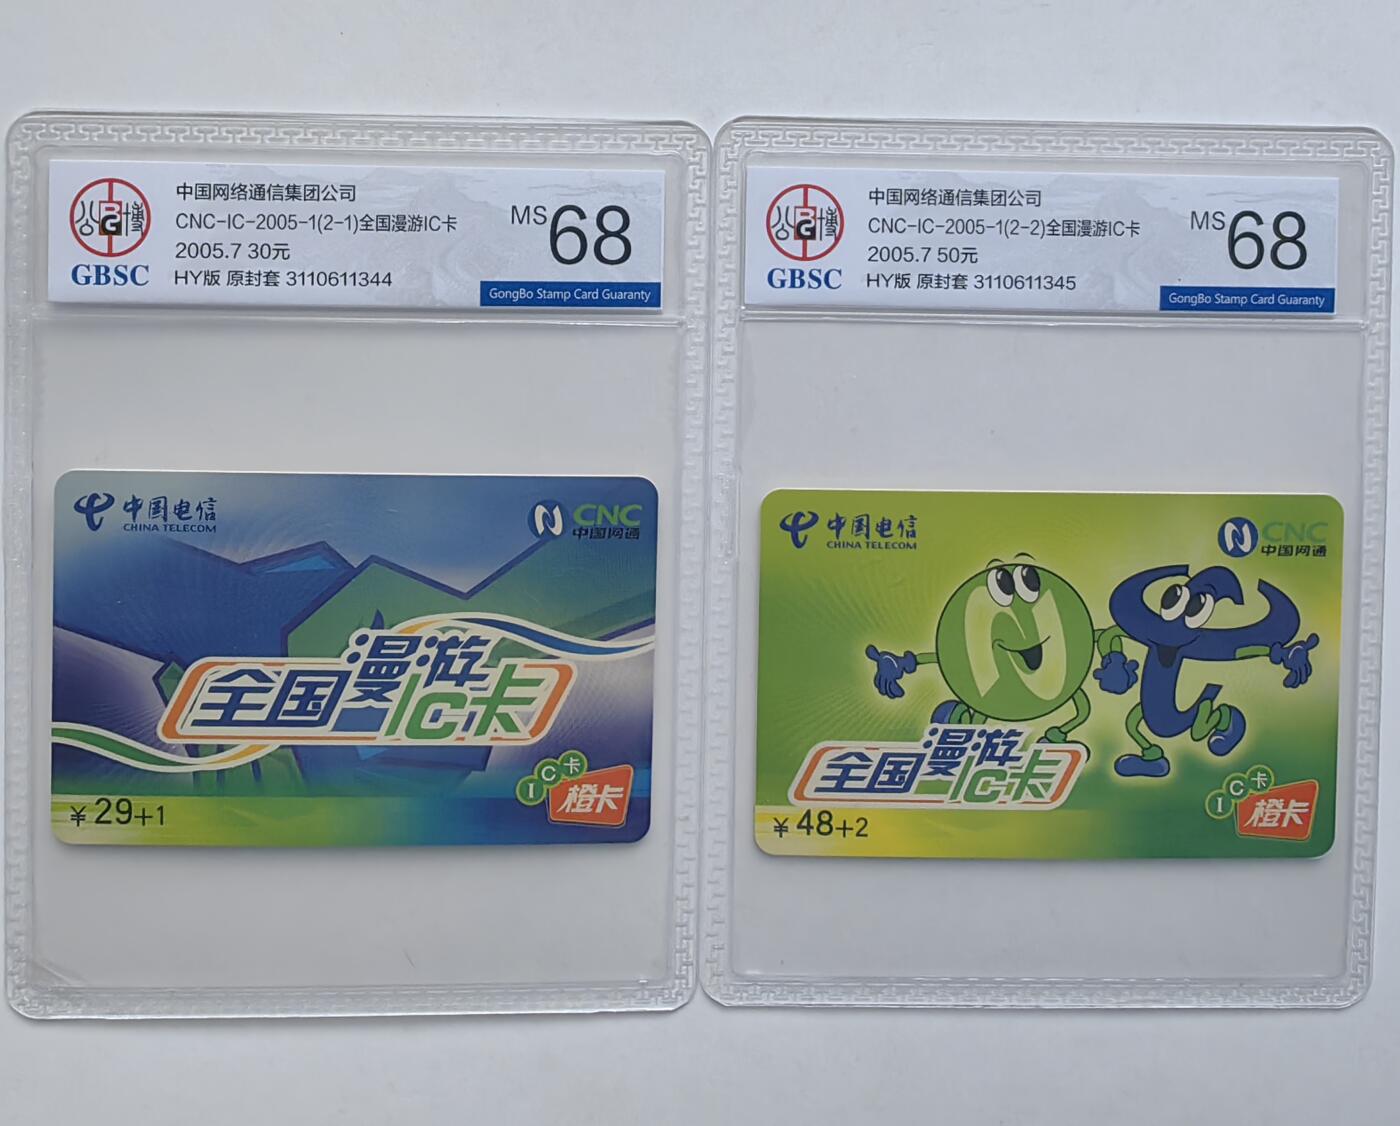 中国网络通信集团公司
CNC-IC-2005-1(2-1)全国漫游IC卡
2005.7 30元
HY版 原封套 3110611344
MS 68
公 BG 博
GBSC
GongBo Stamp Card Guaranty
中国电信
CHINA TELECOM
CNC
中国网通
全国漫游IC卡
IC卡
橙卡
¥29+1
中国网络通信集团公司
CNC-IC-2005-1(2-2)全国漫游IC卡
2005.7 50元
HY版 原封套 3110611345
MS 68
公 BG 博
GBSC
GongBo Stamp Card Guaranty
中国电信
CHINA TELECOM
CNC
中国网通
全国漫游IC卡
IC卡
橙卡
¥48+2